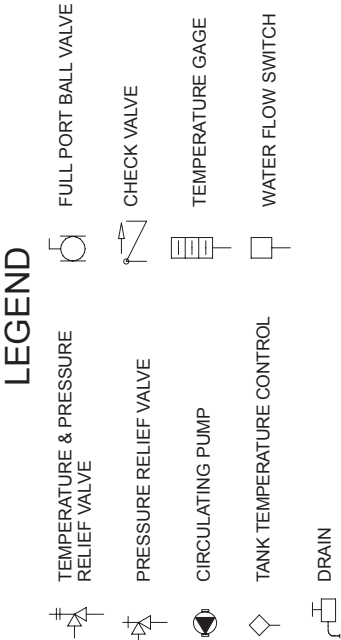 LEGEND
TEMPERATURE & PRESSURE
RELIEF VALVE
PRESSURE RELIEF VALVE
CIRCULATING PUMP
TANK TEMPERATURE CONTROL
DRAIN
FULL PORT BALL VALVE
CHECK VALVE
TEMPERATURE GAGE
WATER FLOW SWITCH